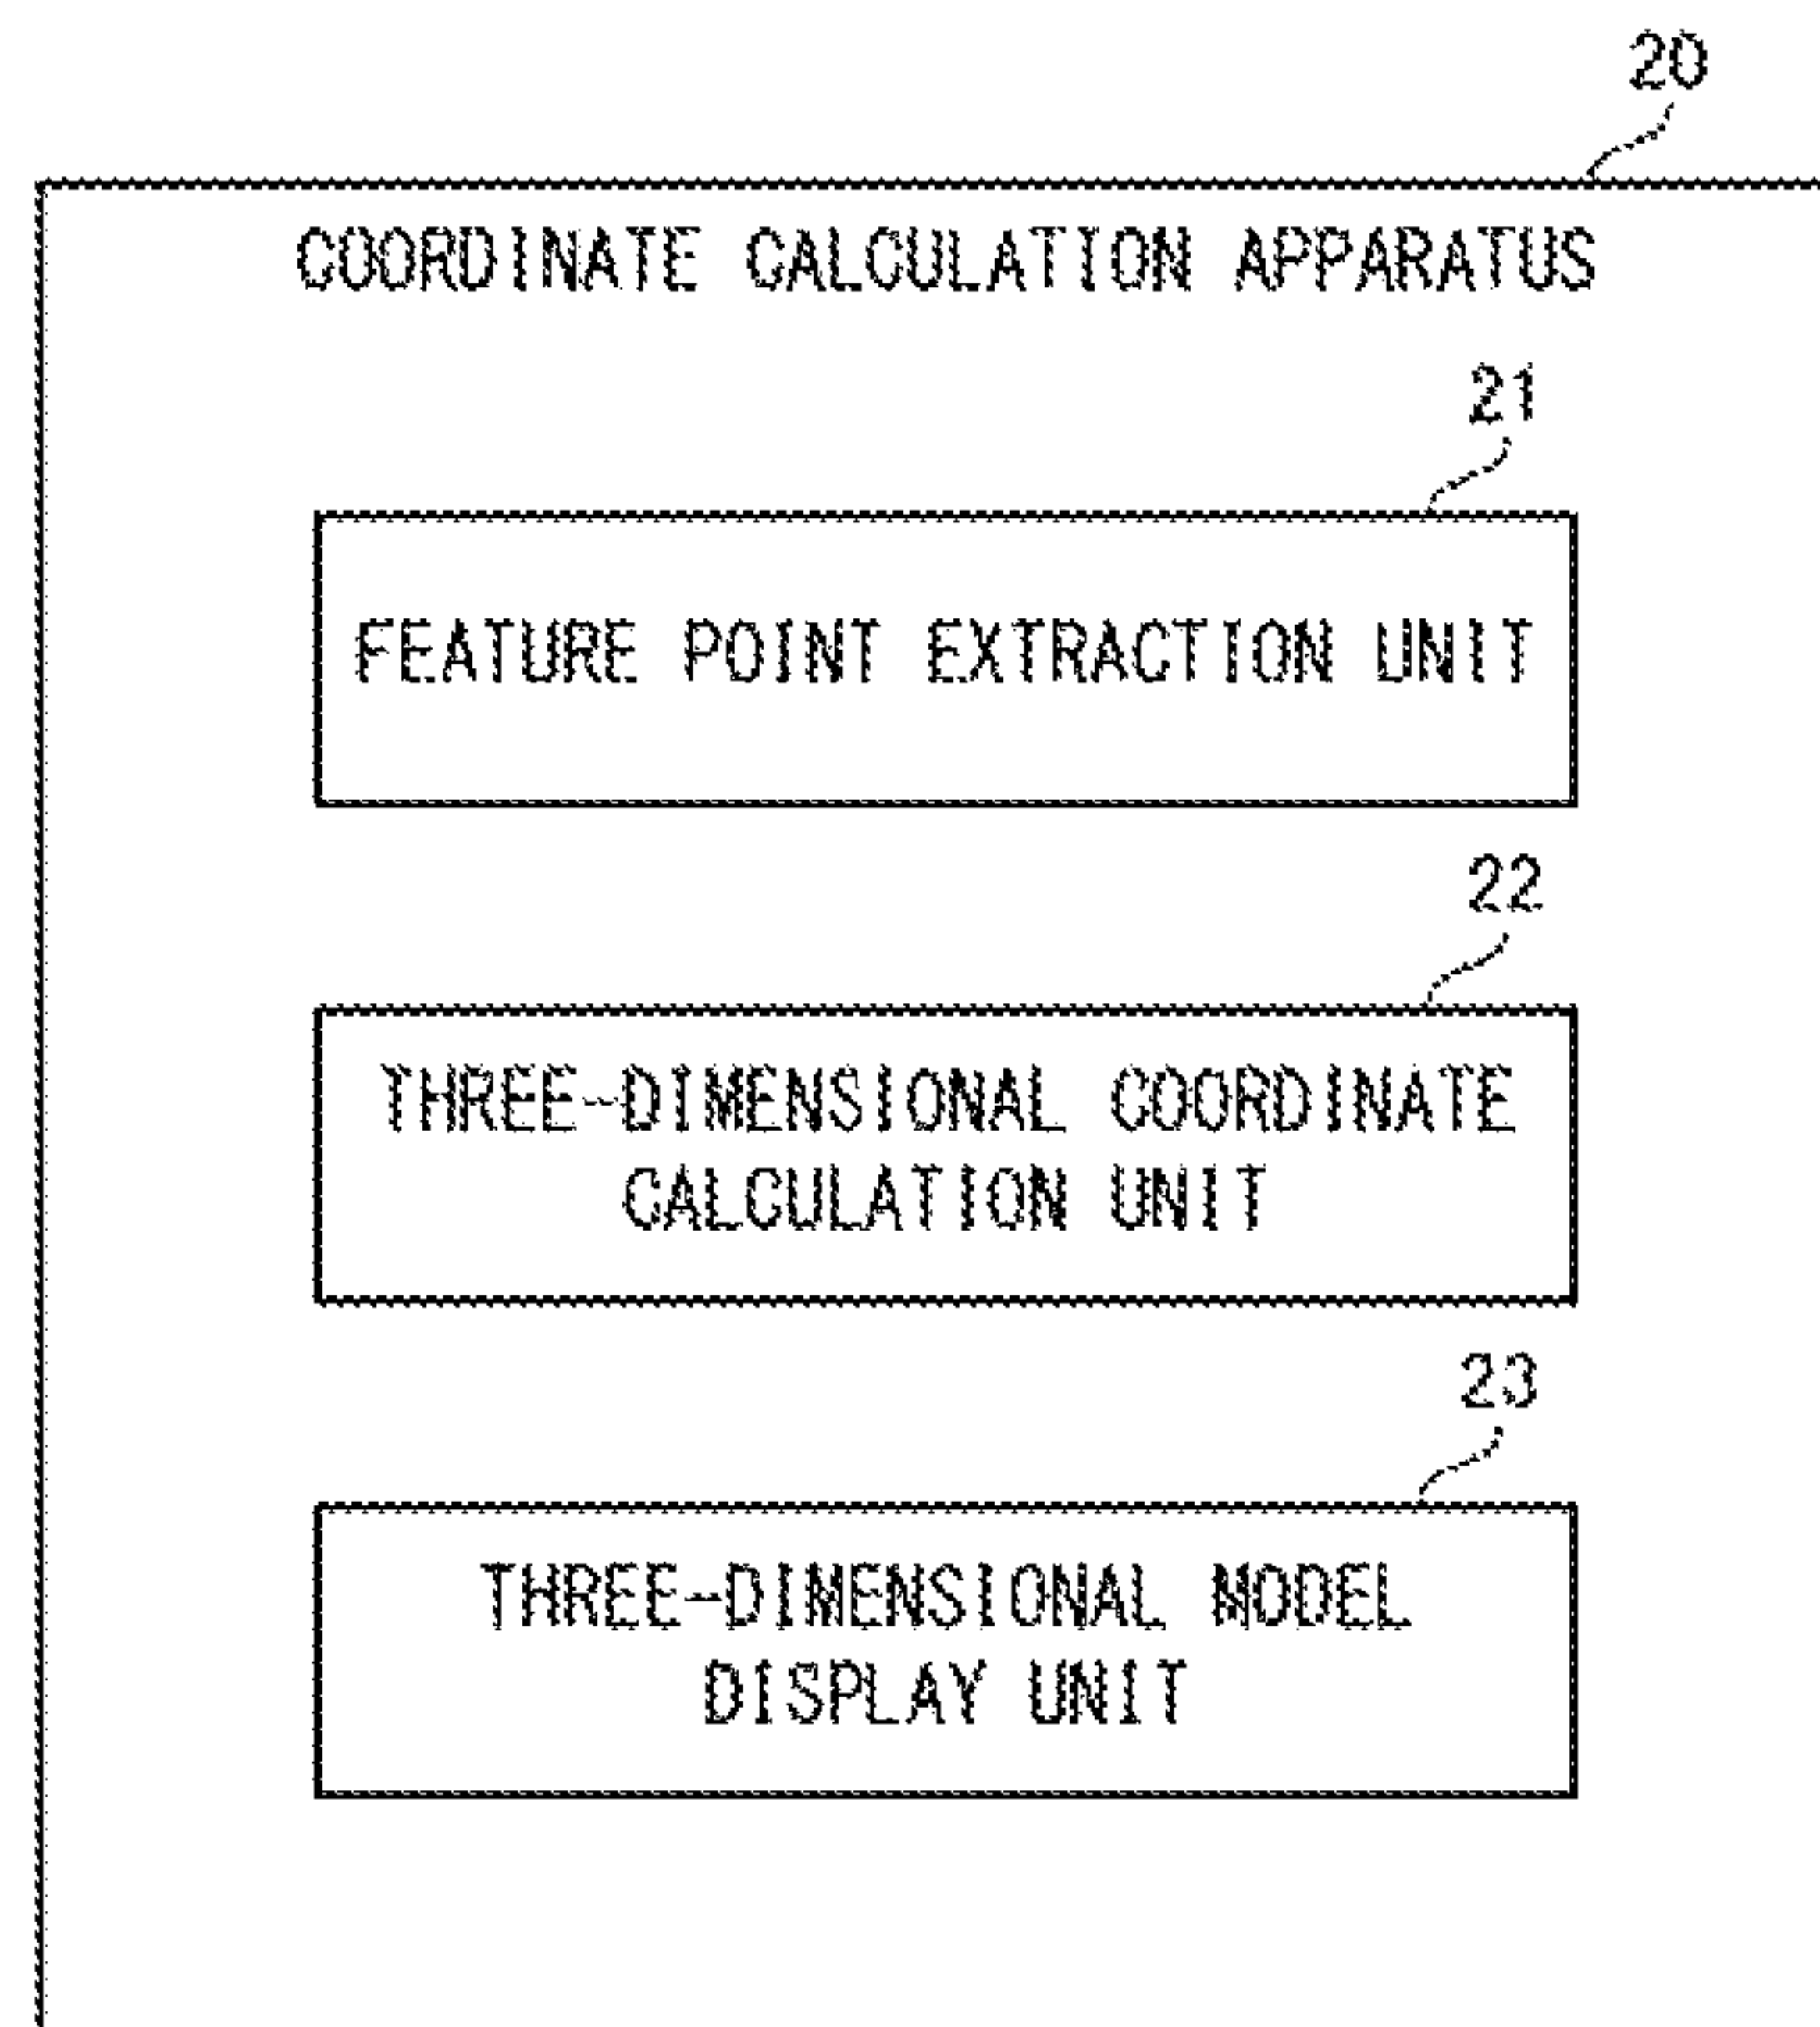 20
COORDINATE CALCULATION APPARATUS
21
FEATURE POINT EXTRACTION UNIT
22
THREE-DIMENSIONAL COORDINATE
CALCULATION UNIT
23
THREE-DIMENSIONAL MODEL
DISPLAY UNIT